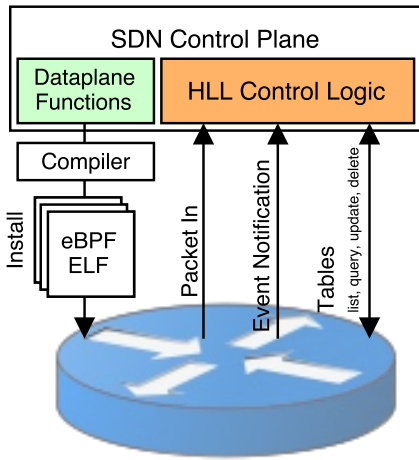 SDN Control Plane
Dataplane
Functions
HLL Control Logic
Compiler
Install
eBPF
ELF
Packet In
Event Notification
Tables
list, query, update, delete